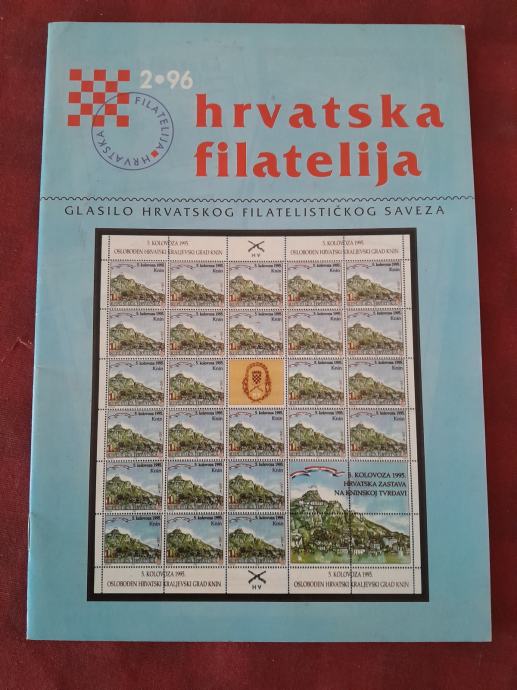 2•96
FILATELIJA HRVATSKA
hrvatska
filatelija
GLASILO HRVATSKOG FILATELISTIČKOG SAVEZA
5. KOLOVOZA 1995.
OSLOBOĐEN HRVATSKI KRALJEVSKI GRAD KNIN
HV
5. KOLOVOZA 1995.
OSLOBOĐEN HRVATSKI KRALJEVSKI GRAD KNIN
5. kolovoza 1995.
Knin
5. KOLOVOZA 1995.
HRVATSKA ZASTAVA
NA KNINSKOJ TVRĐAVI
5. KOLOVOZA 1995.
OSLOBOĐEN HRVATSKI KRALJEVSKI GRAD KNIN
HV
5. KOLOVOZA 1995.
OSLOBOĐEN HRVATSKI KRALJEVSKI GRAD KNIN